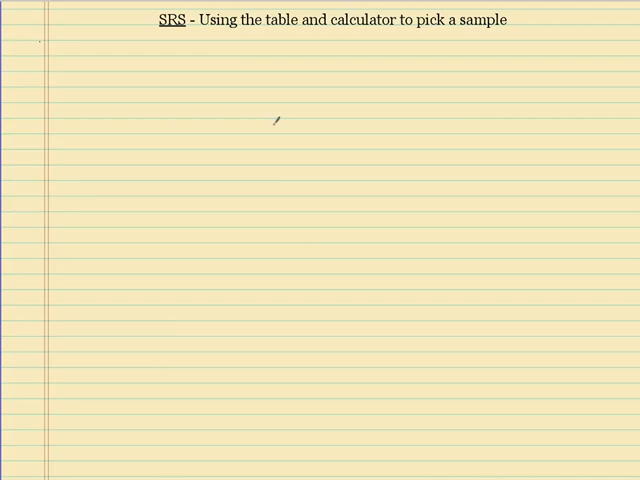 SRS - Using the table and calculator to pick a sample